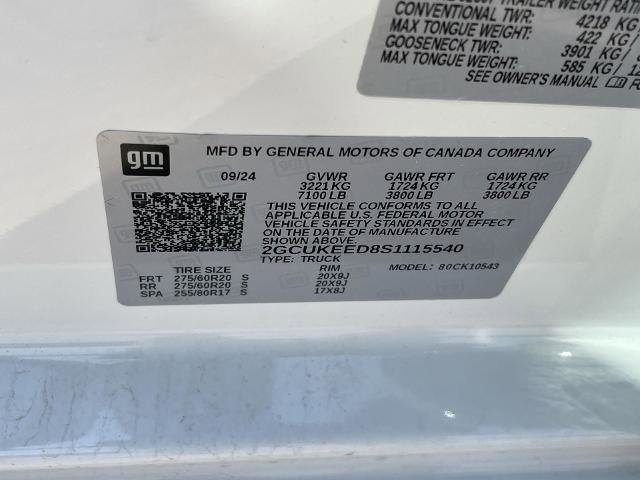 TRAILER WEIGHT RATING
CONVENTIONAL TWR: 4218 KG
MAX TONGUE WEIGHT: 422 KG /
GOOSENECK TWR: 3901 KG /
MAX TONGUE WEIGHT: 585 KG /
SEE OWNER'S MANUAL
gm
MFD BY GENERAL MOTORS OF CANADA COMPANY
09/24 GVWR GAWR FRT GAWR RR
3221 KG 1724 KG 1724 KG
7100 LB 3800 LB 3800 LB
THIS VEHICLE CONFORMS TO ALL
APPLICABLE U.S. FEDERAL MOTOR
VEHICLE SAFETY STANDARDS IN EFFECT
ON THE DATE OF MANUFACTURE
SHOWN ABOVE.
2GCUKEED8S1115540
TYPE: TRUCK MODEL: 80CK10543
TIRE SIZE RIM
FRT 275/60R20 S 20X9J
RR 275/60R20 S 20X9J
SPA 255/80R17 S 17X8J